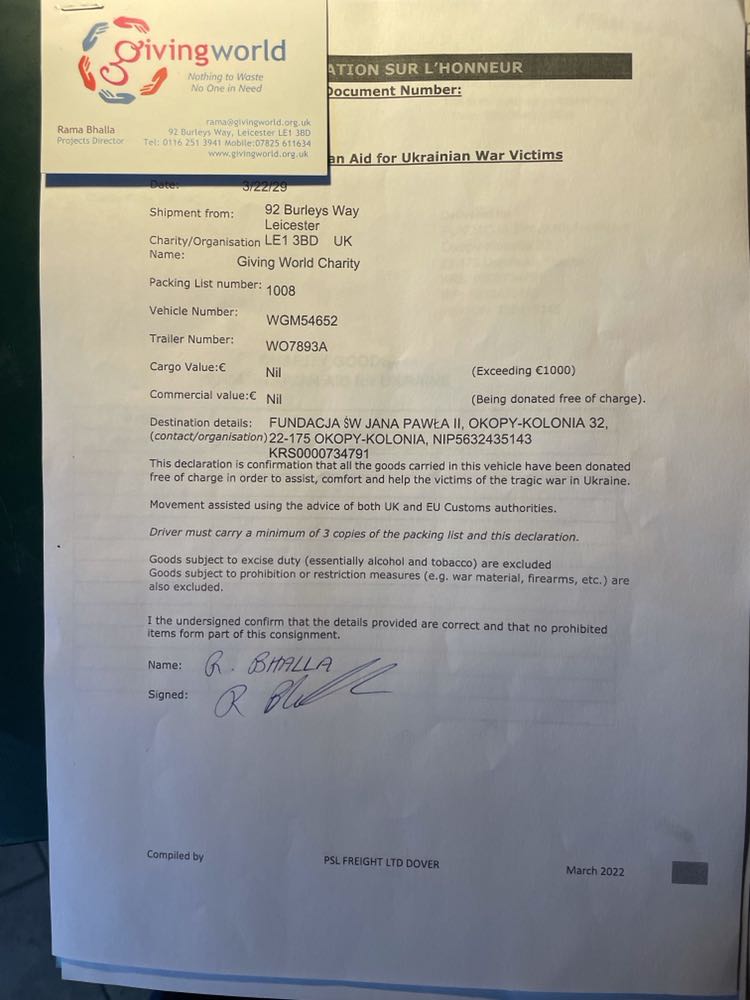 givingworld
Nothing to Waste
No One in Need
Rama Bhalla
Projects Director
rama@givingworld.org.uk
92 Burleys Way, Leicester LE1 3BD
Tel: 0116 251 3941 Mobile:07825 611634
www.givingworld.org.uk
ATION SUR L'HONNEUR
Document Number:
an Aid for Ukrainian War Victims
Date: 3/22/29
Shipment from: 92 Burleys Way
Leicester
Charity/Organisation LE1 3BD UK
Name: Giving World Charity
Packing List number: 1008
Vehicle Number: WGM54652
Trailer Number: WO7893A
Cargo Value:€ Nil (Exceeding €1000)
Commercial value:€ Nil (Being donated free of charge).
Destination details: FUNDACJA ŚW JANA PAWŁA II, OKOPY-KOLONIA 32,
(contact/organisation) 22-175 OKOPY-KOLONIA, NIP5632435143
KRS0000734791
This declaration is confirmation that all the goods carried in this vehicle have been donated
free of charge in order to assist, comfort and help the victims of the tragic war in Ukraine.
Movement assisted using the advice of both UK and EU Customs authorities.
Driver must carry a minimum of 3 copies of the packing list and this declaration.
Goods subject to excise duty (essentially alcohol and tobacco) are excluded
Goods subject to prohibition or restriction measures (e.g. war material, firearms, etc.) are
also excluded.
I the undersigned confirm that the details provided are correct and that no prohibited
items form part of this consignment.
Name: R. BHALLA
Signed:
Compiled by PSL FREIGHT LTD DOVER March 2022